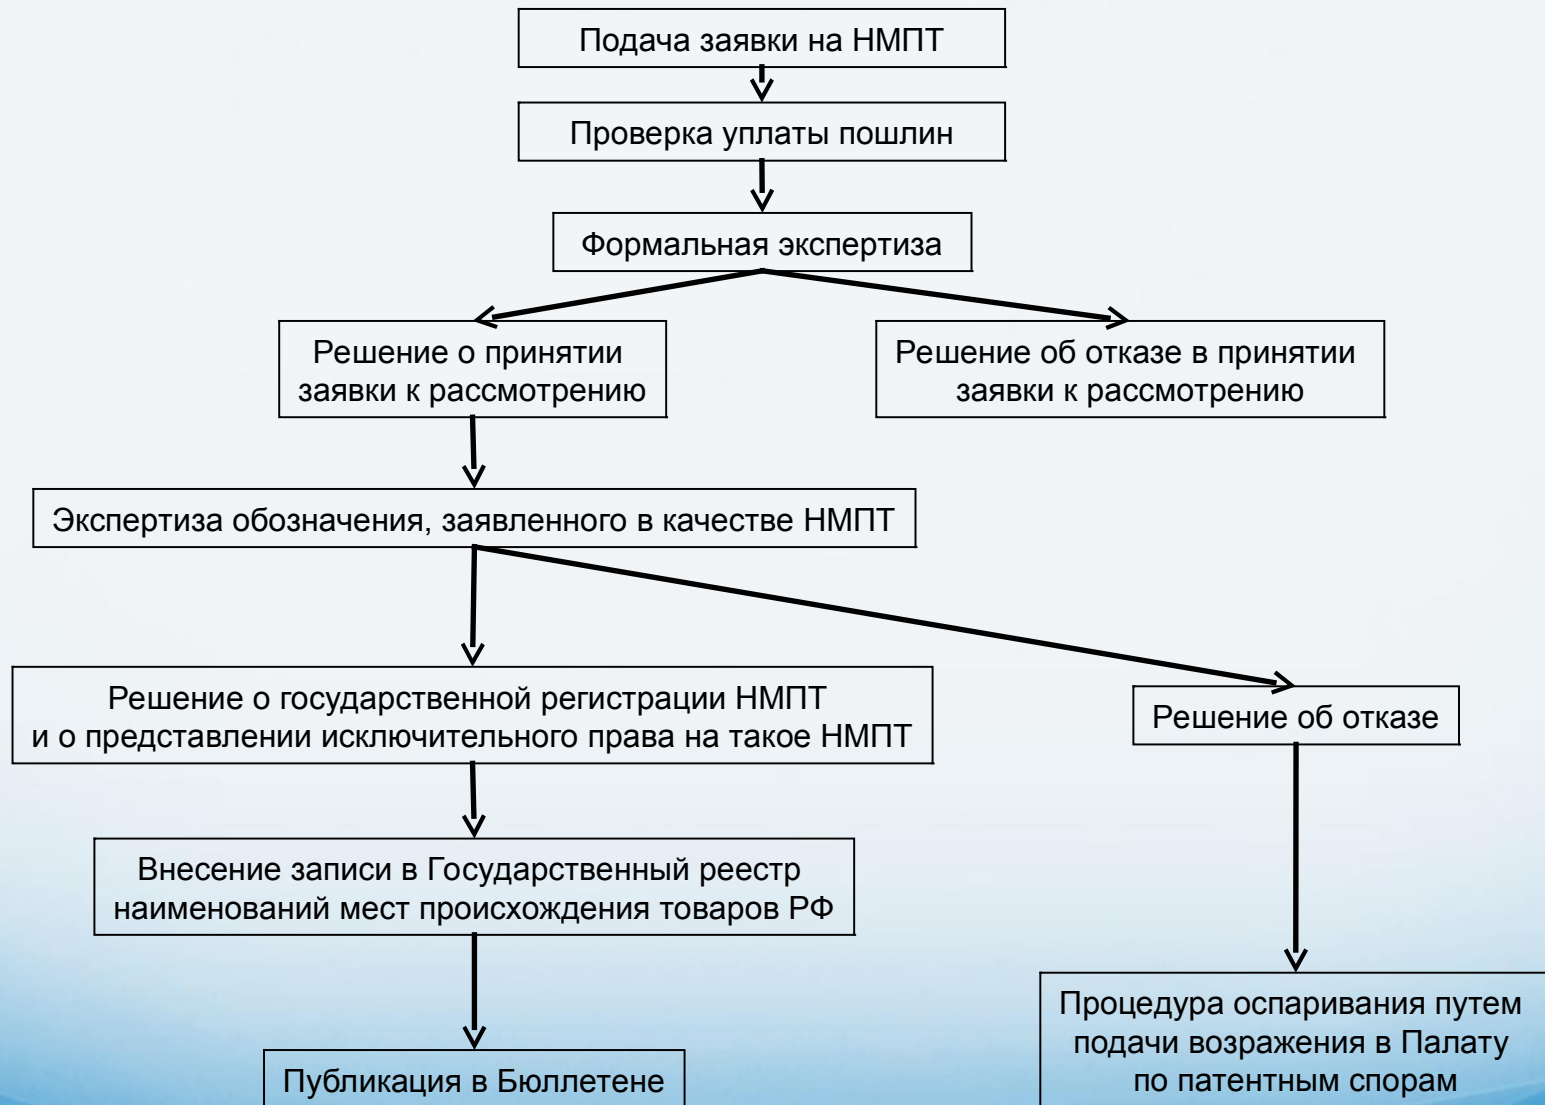 Подача заявки на НМПТ
Проверка уплаты пошлин
Формальная экспертиза
Решение о принятии
заявки к рассмотрению
Решение об отказе в принятии
заявки к рассмотрению
Экспертиза обозначения, заявленного в качестве НМПТ
Решение о государственной регистрации НМПТ
и о представлении исключительного права на такое НМПТ
Решение об отказе
Внесение записи в Государственный реестр
наименований мест происхождения товаров РФ
Процедура оспаривания путем
подачи возражения в Палату
по патентным спорам
Публикация в Бюллетене